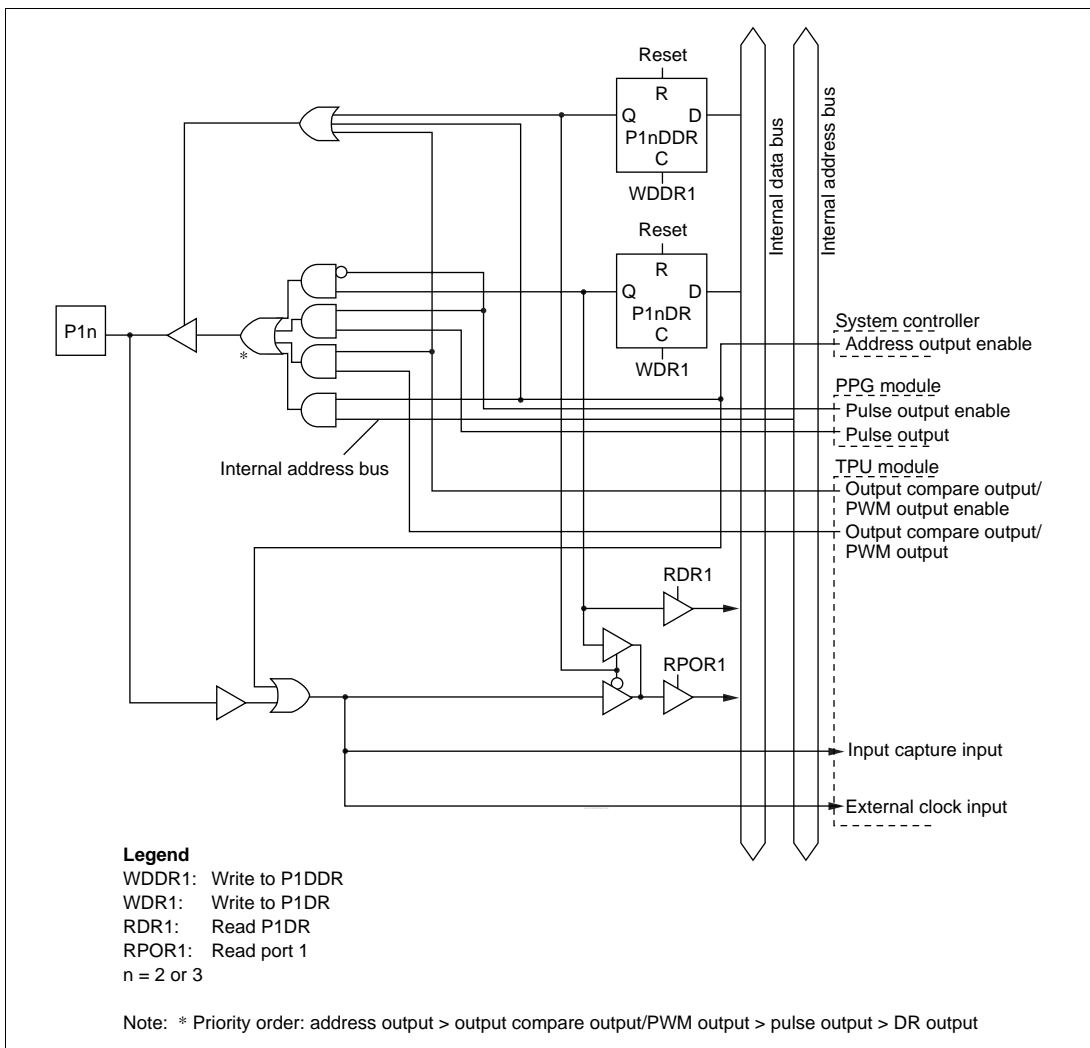 Reset
R
Q D
P1nDDR
C
WDDR1
Reset
R
Q D
P1nDR
C
WDR1
Internal data bus
Internal address bus
P1n
*
System controller
Address output enable
PPG module
Pulse output enable
Pulse output
Internal address bus
TPU module
Output compare output/
PWM output enable
Output compare output/
PWM output
RDR1
RPOR1
Input capture input
External clock input
Legend
WDDR1: Write to P1DDR
WDR1: Write to P1DR
RDR1: Read P1DR
RPOR1: Read port 1
n = 2 or 3
Note: * Priority order: address output > output compare output/PWM output > pulse output > DR output